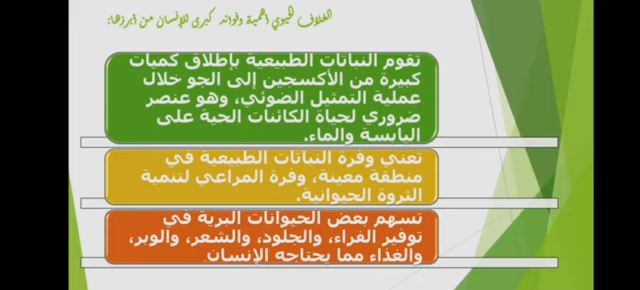 الغلاف الحيوي أهمية وفوائد كبرى للإنسان من أبرزها:
تقوم النباتات الطبيعية بإطلاق كميات
كبيرة من الأكسجين إلى الجو خلال
عملية التمثيل الضوئي، وهو عنصر
ضروري لحياة الكائنات الحية على
اليابسة والماء.
تعني وفرة النباتات الطبيعية في
منطقة معينة، وفرة المراعي لتنمية
الثروة الحيوانية.
تسهم بعض الحيوانات البرية في
توفير الفراء، والجلود، والشعر، والوبر،
والغذاء مما يحتاجه الإنسان.